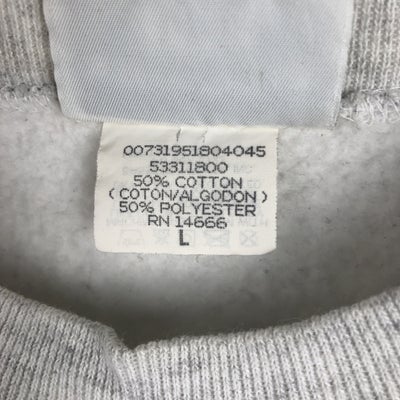 00731951804045
53311800
50% COTTON
(COTON/ALGODON)
50% POLYESTER
RN 14666
L